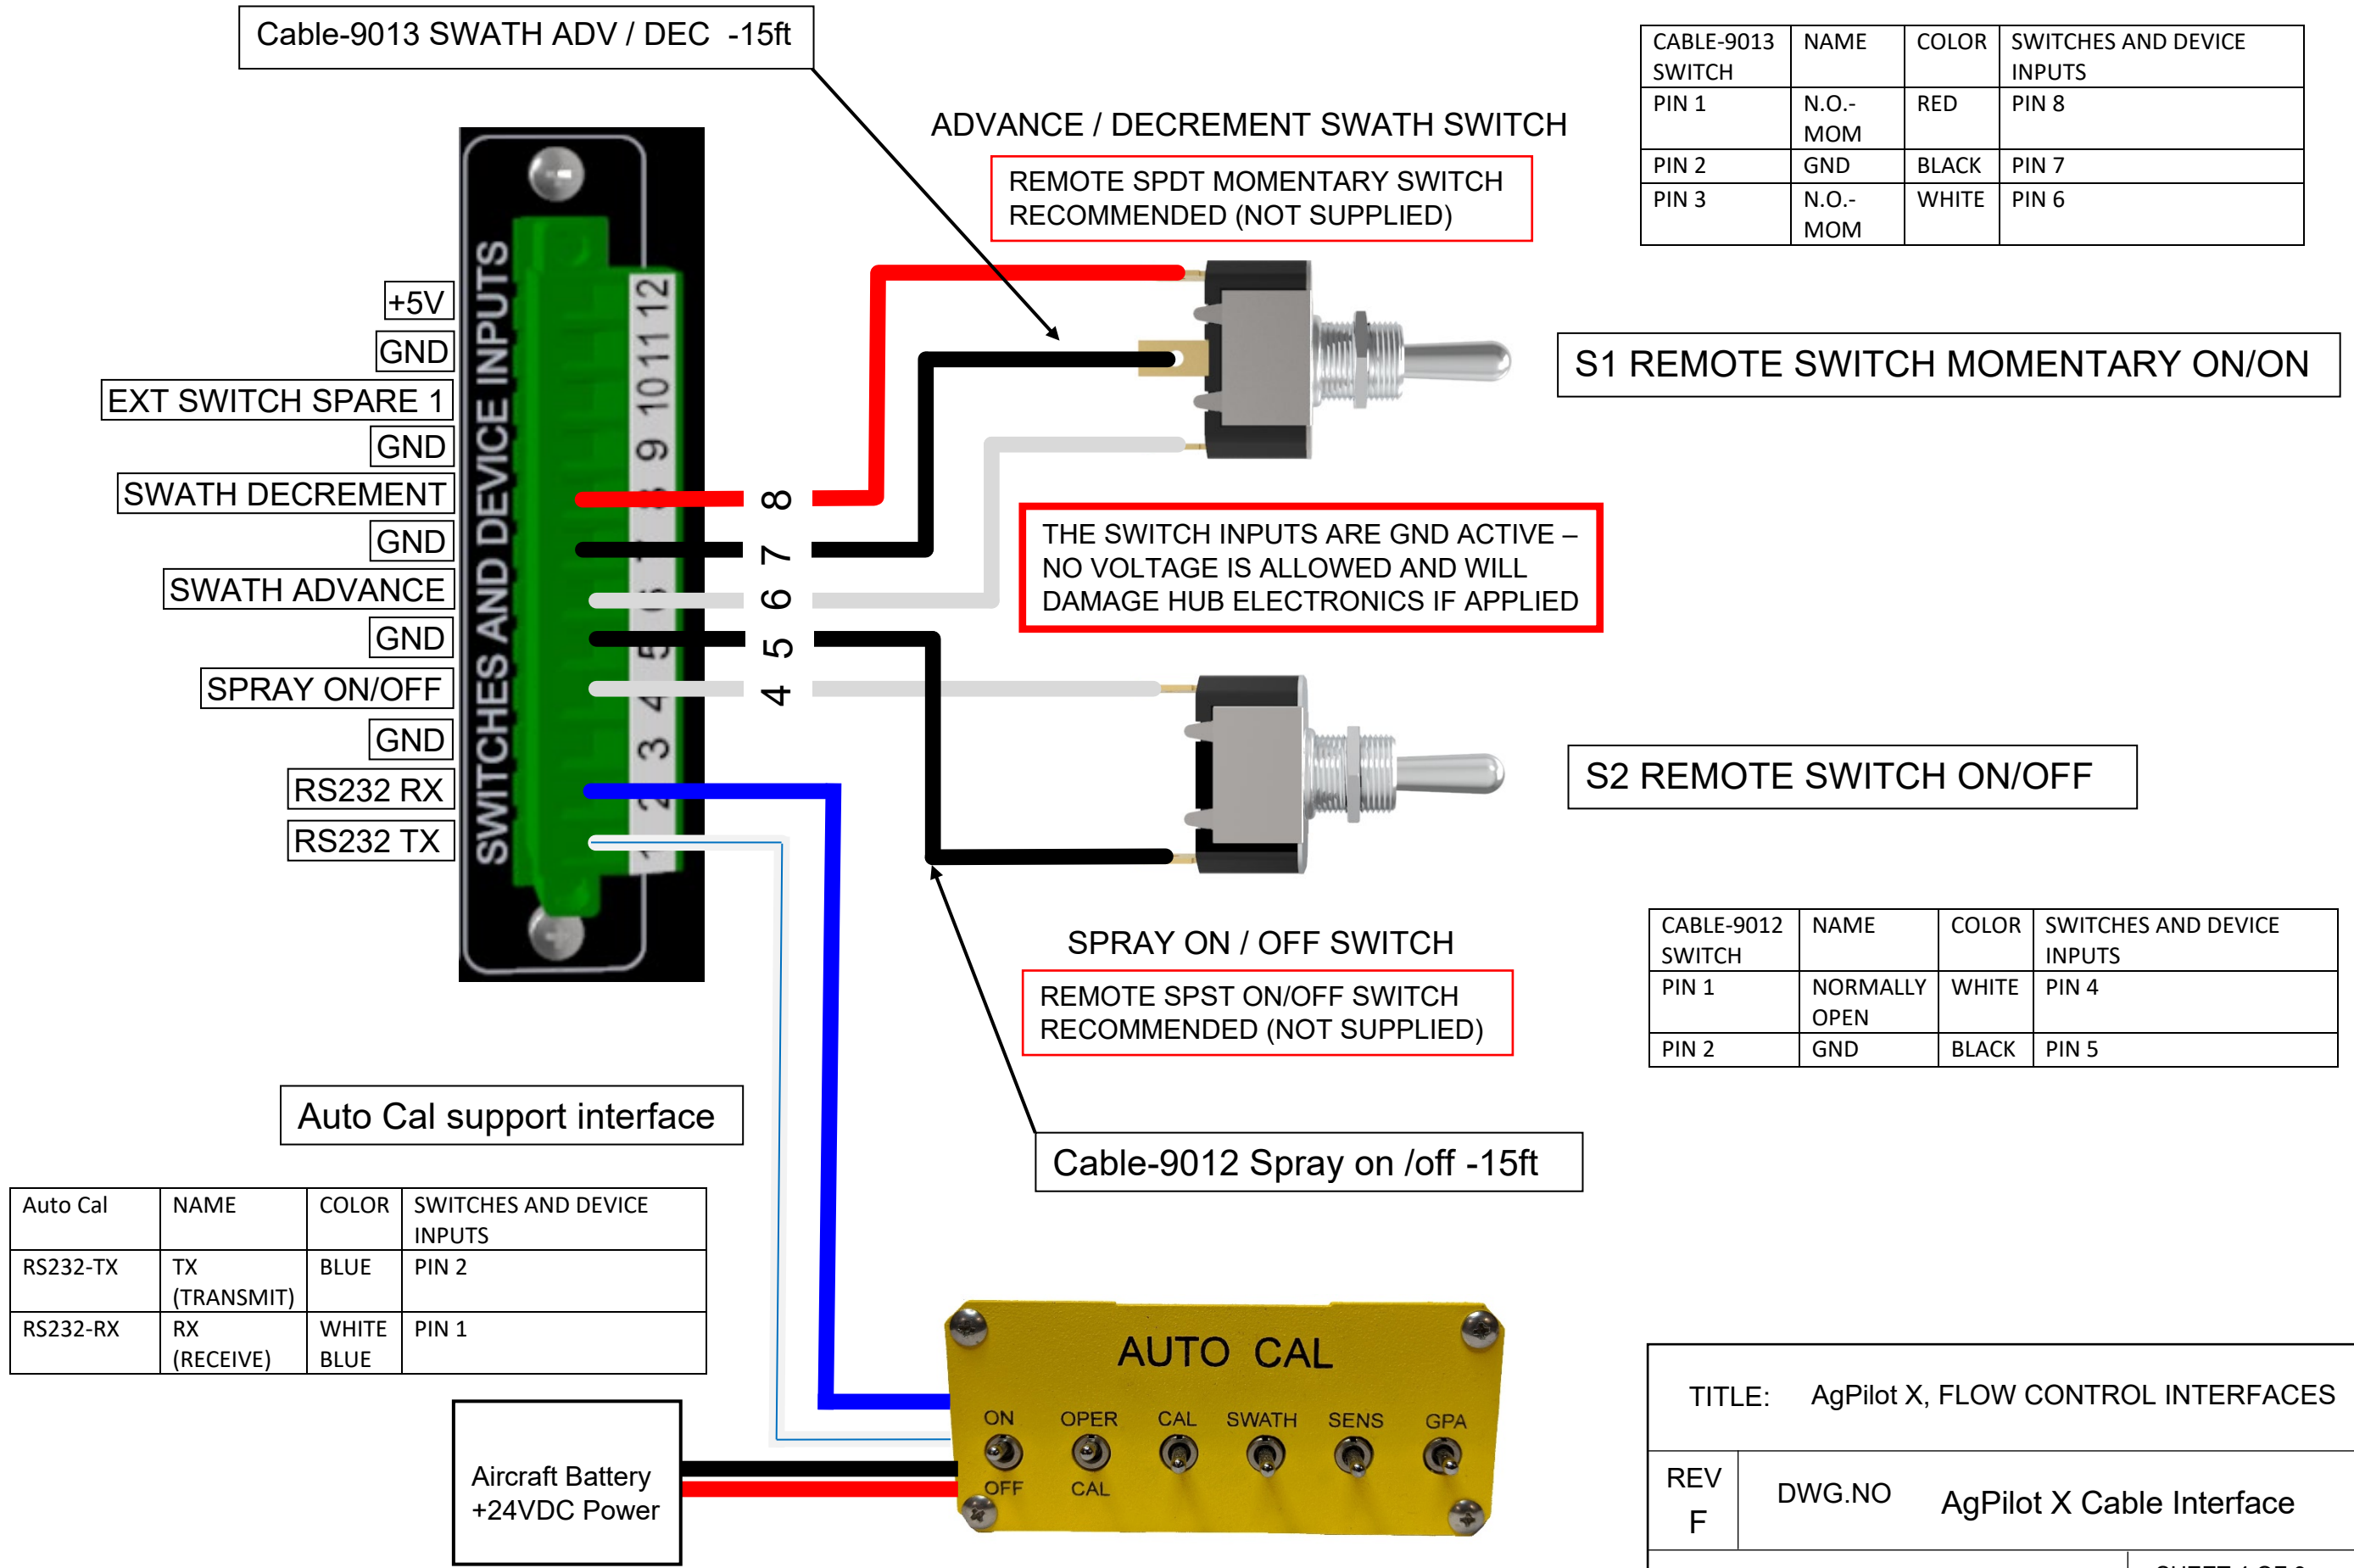 Cable-9013 SWATH ADV / DEC -15ft
CABLE-9013 SWITCH | NAME | COLOR | SWITCHES AND DEVICE INPUTS
PIN 1 | N.O.-MOM | RED | PIN 8
PIN 2 | GND | BLACK | PIN 7
PIN 3 | N.O.-MOM | WHITE | PIN 6
ADVANCE / DECREMENT SWATH SWITCH
REMOTE SPDT MOMENTARY SWITCH
RECOMMENDED (NOT SUPPLIED)
S1 REMOTE SWITCH MOMENTARY ON/ON
SWITCHES AND DEVICE INPUTS
+5V
GND
EXT SWITCH SPARE 1
GND
SWATH DECREMENT
GND
SWATH ADVANCE
GND
SPRAY ON/OFF
GND
RS232 RX
RS232 TX
1 2 3 4 5 6 7 8 9 10 11 12
8
7
6
5
4
THE SWITCH INPUTS ARE GND ACTIVE –
NO VOLTAGE IS ALLOWED AND WILL
DAMAGE HUB ELECTRONICS IF APPLIED
S2 REMOTE SWITCH ON/OFF
SPRAY ON / OFF SWITCH
REMOTE SPST ON/OFF SWITCH
RECOMMENDED (NOT SUPPLIED)
CABLE-9012 SWITCH | NAME | COLOR | SWITCHES AND DEVICE INPUTS
PIN 1 | NORMALLY OPEN | WHITE | PIN 4
PIN 2 | GND | BLACK | PIN 5
Auto Cal support interface
Cable-9012 Spray on /off -15ft
Auto Cal | NAME | COLOR | SWITCHES AND DEVICE INPUTS
RS232-TX | TX (TRANSMIT) | BLUE | PIN 2
RS232-RX | RX (RECEIVE) | WHITE BLUE | PIN 1
Aircraft Battery
+24VDC Power
AUTO CAL
ON OPER CAL SWATH SENS GPA
OFF CAL
TITLE: AgPilot X, FLOW CONTROL INTERFACES
REV F
DWG.NO AgPilot X Cable Interface